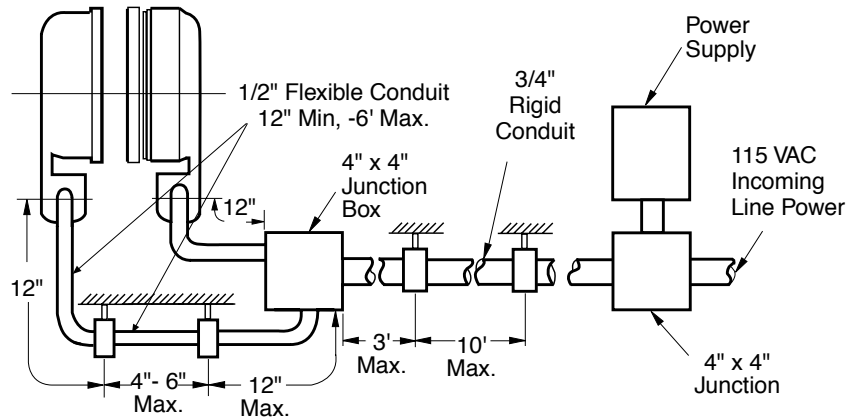 Power
Supply
3/4"
Rigid
Conduit
1/2" Flexible Conduit
12" Min, -6' Max.
115 VAC
Incoming
Line Power
4" x 4"
Junction
Box
12"
12"
3'
Max.
10'
Max.
4"- 6"
Max.
12"
Max.
4" x 4"
Junction